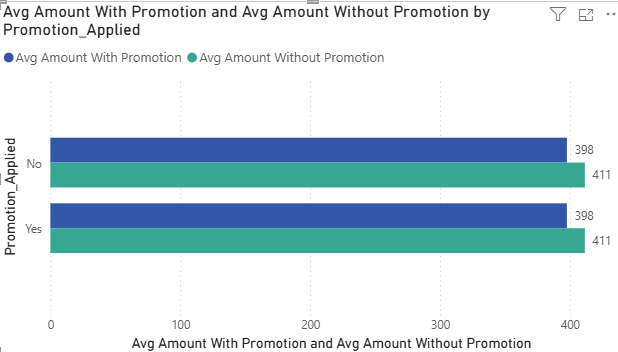 Avg Amount With Promotion and Avg Amount Without Promotion by
Promotion_Applied
Avg Amount With Promotion Avg Amount Without Promotion
Promotion_Applied
No
398
411
Yes
398
411
0 100 200 300 400
Avg Amount With Promotion and Avg Amount Without Promotion